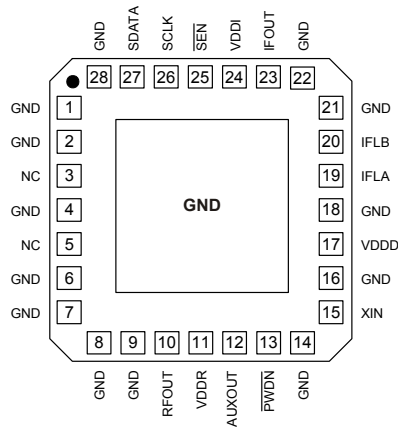 GND SDATA SCLK S̅E̅N̅ VDDI IFOUT GND
28 27 26 25 24 23 22
GND 1
GND 2
NC 3
GND 4
NC 5
GND 6
GND 7
GND
21 GND
20 IFLB
19 IFLA
18 GND
17 VDDD
16 GND
15 XIN
8 9 10 11 12 13 14
GND GND RFOUT VDDR AUXOUT P̅W̅D̅N̅ GND